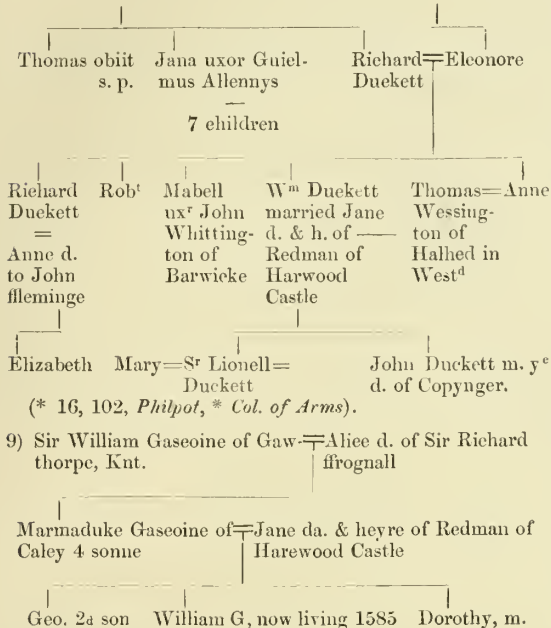 Thomas obiit Jana uxor Guiel- Richard=Eleonore
s. p. mus Allennys Duckett
7 children
Richard Robᵗ Mabell Wᵐ Duckett Thomas=Anne
Duckett uxʳ John married Jane Wessing-
= Whitting- d. & h. of —— ton of
Anne d. ton of Redman of Halhed in
to John Barwicke Harwood Westᵈ
ffleminge Castle
Elizabeth Mary=Sʳ Lionell= John Duckett m. yᵉ
Duckett d. of Copynger.
(* 16, 102, Philpot, * Col. of Arms).
9) Sir William Gascoine of Gaw-=Alice d. of Sir Richard
thorpe, Knt. ffrognall
Marmaduke Gascoine of=Jane da. & heyre of Redman of
Caley 4 sonne Harewood Castle
Geo. 2d son William G, now living 1585 Dorothy, m.